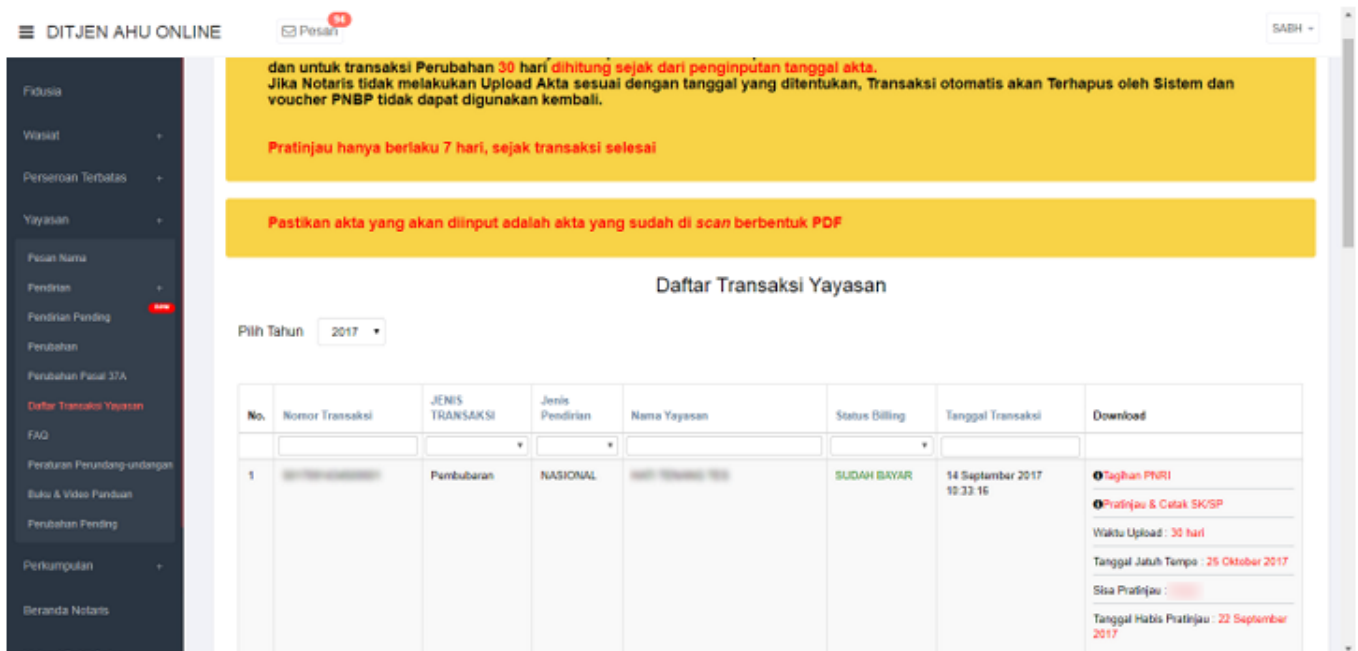 DITJEN AHU ONLINE
Pesan
94
SABH
Fidusia
Wasiat +
Perseroan Terbatas +
Yayasan +
Pesan Nama
Pendirian +
Pendirian Pending new
Perubahan
Perubahan Pasal 37A
Daftar Transaksi Yayasan
FAQ
Peraturan Perundang-undangan
Buku & Video Panduan
Perubahan Pending
Perkumpulan +
Beranda Notaris
dan untuk transaksi Perubahan 30 hari dihitung sejak dari penginputan tanggal akta.
Jika Notaris tidak melakukan Upload Akta sesuai dengan tanggal yang ditentukan, Transaksi otomatis akan Terhapus oleh Sistem dan
voucher PNBP tidak dapat digunakan kembali.
Pratinjau hanya berlaku 7 hari, sejak transaksi selesai
Pastikan akta yang akan diinput adalah akta yang sudah di scan berbentuk PDF
Daftar Transaksi Yayasan
Pilih Tahun 2017
No. Nomor Transaksi JENIS TRANSAKSI Jenis Pendirian Nama Yayasan Status Billing Tanggal Transaksi Download
1 Pembubaran NASIONAL SUDAH BAYAR 14 September 2017 10:33:16
Tagihan PNRI
Pratinjau & Cetak SK/SP
Waktu Upload : 30 hari
Tanggal Jatuh Tempo : 25 Oktober 2017
Sisa Pratinjau :
Tanggal Habis Pratinjau : 22 September
2017